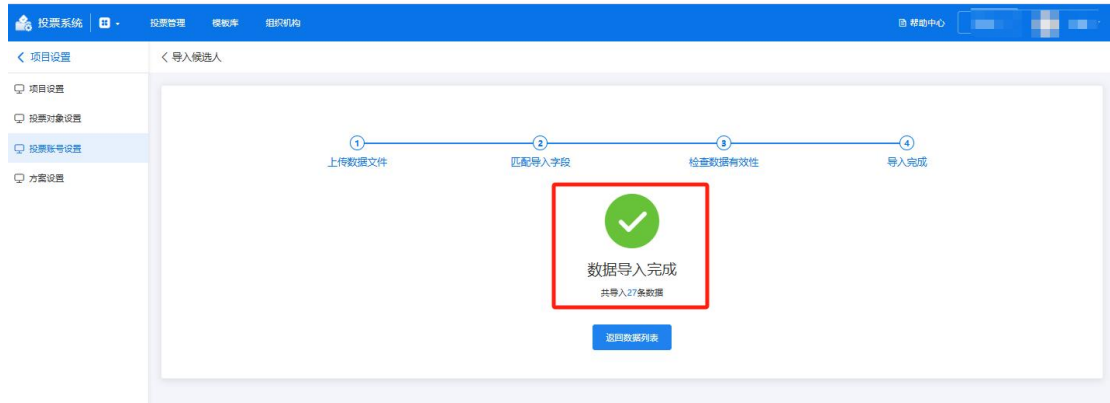 投票系统
投票管理 模板库 组织机构
帮助中心
项目设置
导入候选人
项目设置
投票对象设置
投票账号设置
方案设置
1 2 3 4
上传数据文件 匹配导入字段 检查数据有效性 导入完成
数据导入完成
共导入27条数据
返回数据列表